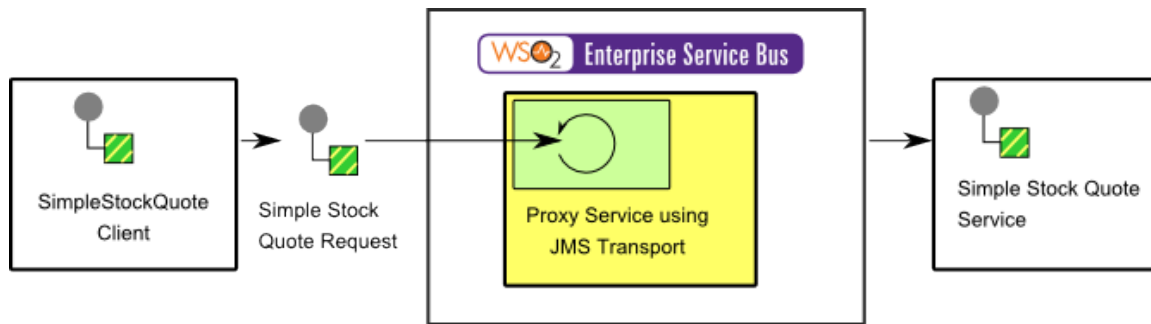 WSO2 Enterprise Service Bus
SimpleStockQuote
Client
Simple Stock
Quote Request
Proxy Service using
JMS Transport
Simple Stock Quote
Service